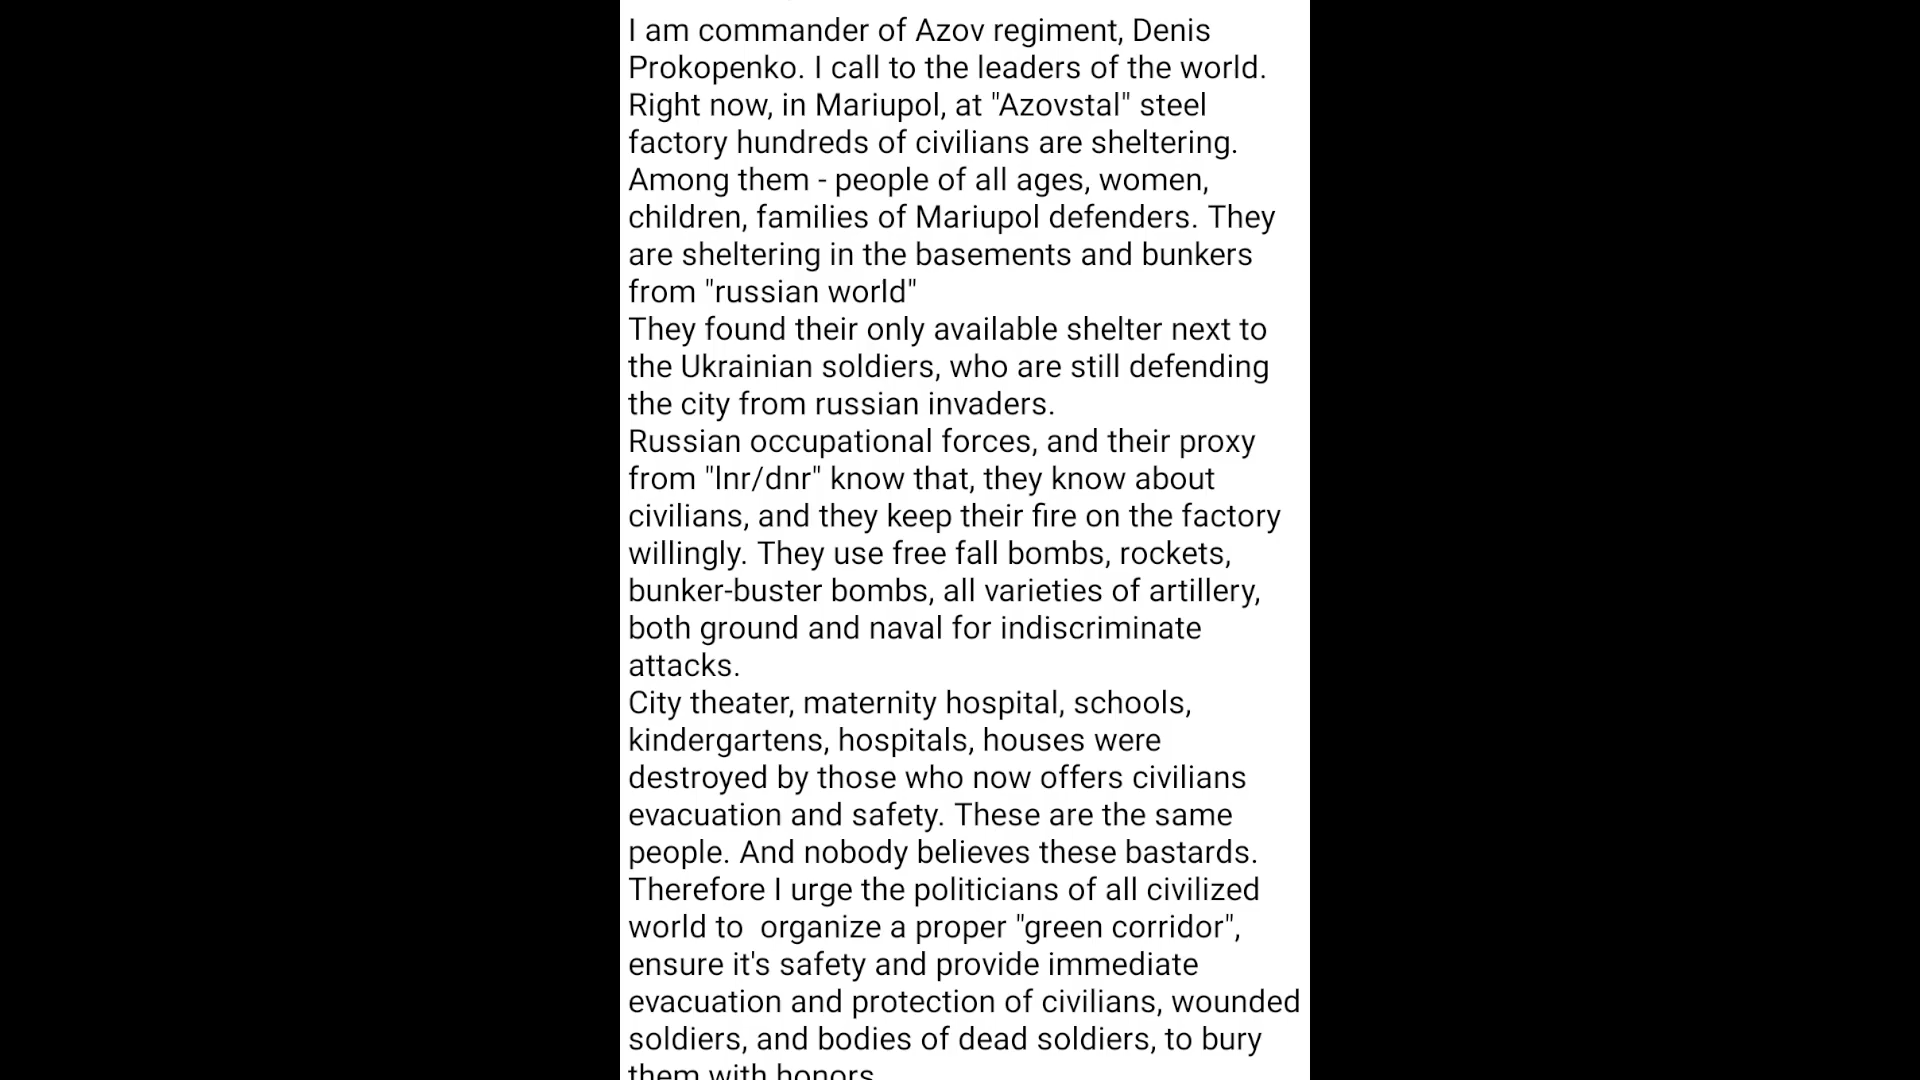 I am commander of Azov regiment, Denis
Prokopenko. I call to the leaders of the world.
Right now, in Mariupol, at "Azovstal" steel
factory hundreds of civilians are sheltering.
Among them - people of all ages, women,
children, families of Mariupol defenders. They
are sheltering in the basements and bunkers
from "russian world"
They found their only available shelter next to
the Ukrainian soldiers, who are still defending
the city from russian invaders.
Russian occupational forces, and their proxy
from "lnr/dnr" know that, they know about
civilians, and they keep their fire on the factory
willingly. They use free fall bombs, rockets,
bunker-buster bombs, all varieties of artillery,
both ground and naval for indiscriminate
attacks.
City theater, maternity hospital, schools,
kindergartens, hospitals, houses were
destroyed by those who now offers civilians
evacuation and safety. These are the same
people. And nobody believes these bastards.
Therefore I urge the politicians of all civilized
world to  organize a proper "green corridor",
ensure it's safety and provide immediate
evacuation and protection of civilians, wounded
soldiers, and bodies of dead soldiers, to bury
them with honors